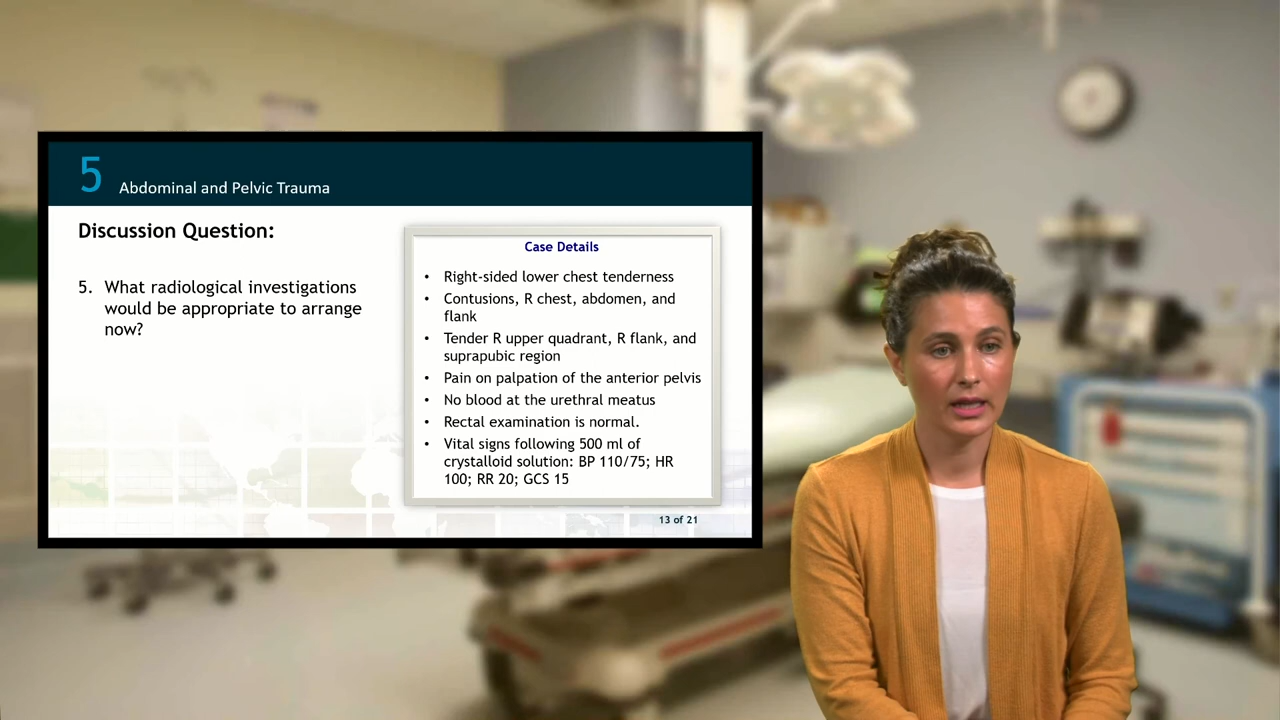 5 Abdominal and Pelvic Trauma
Discussion Question:
5. What radiological investigations
would be appropriate to arrange
now?
Case Details
• Right-sided lower chest tenderness
• Contusions, R chest, abdomen, and
flank
• Tender R upper quadrant, R flank, and
suprapubic region
• Pain on palpation of the anterior pelvis
• No blood at the urethral meatus
• Rectal examination is normal.
• Vital signs following 500 ml of
crystalloid solution: BP 110/75; HR
100; RR 20; GCS 15
13 of 21